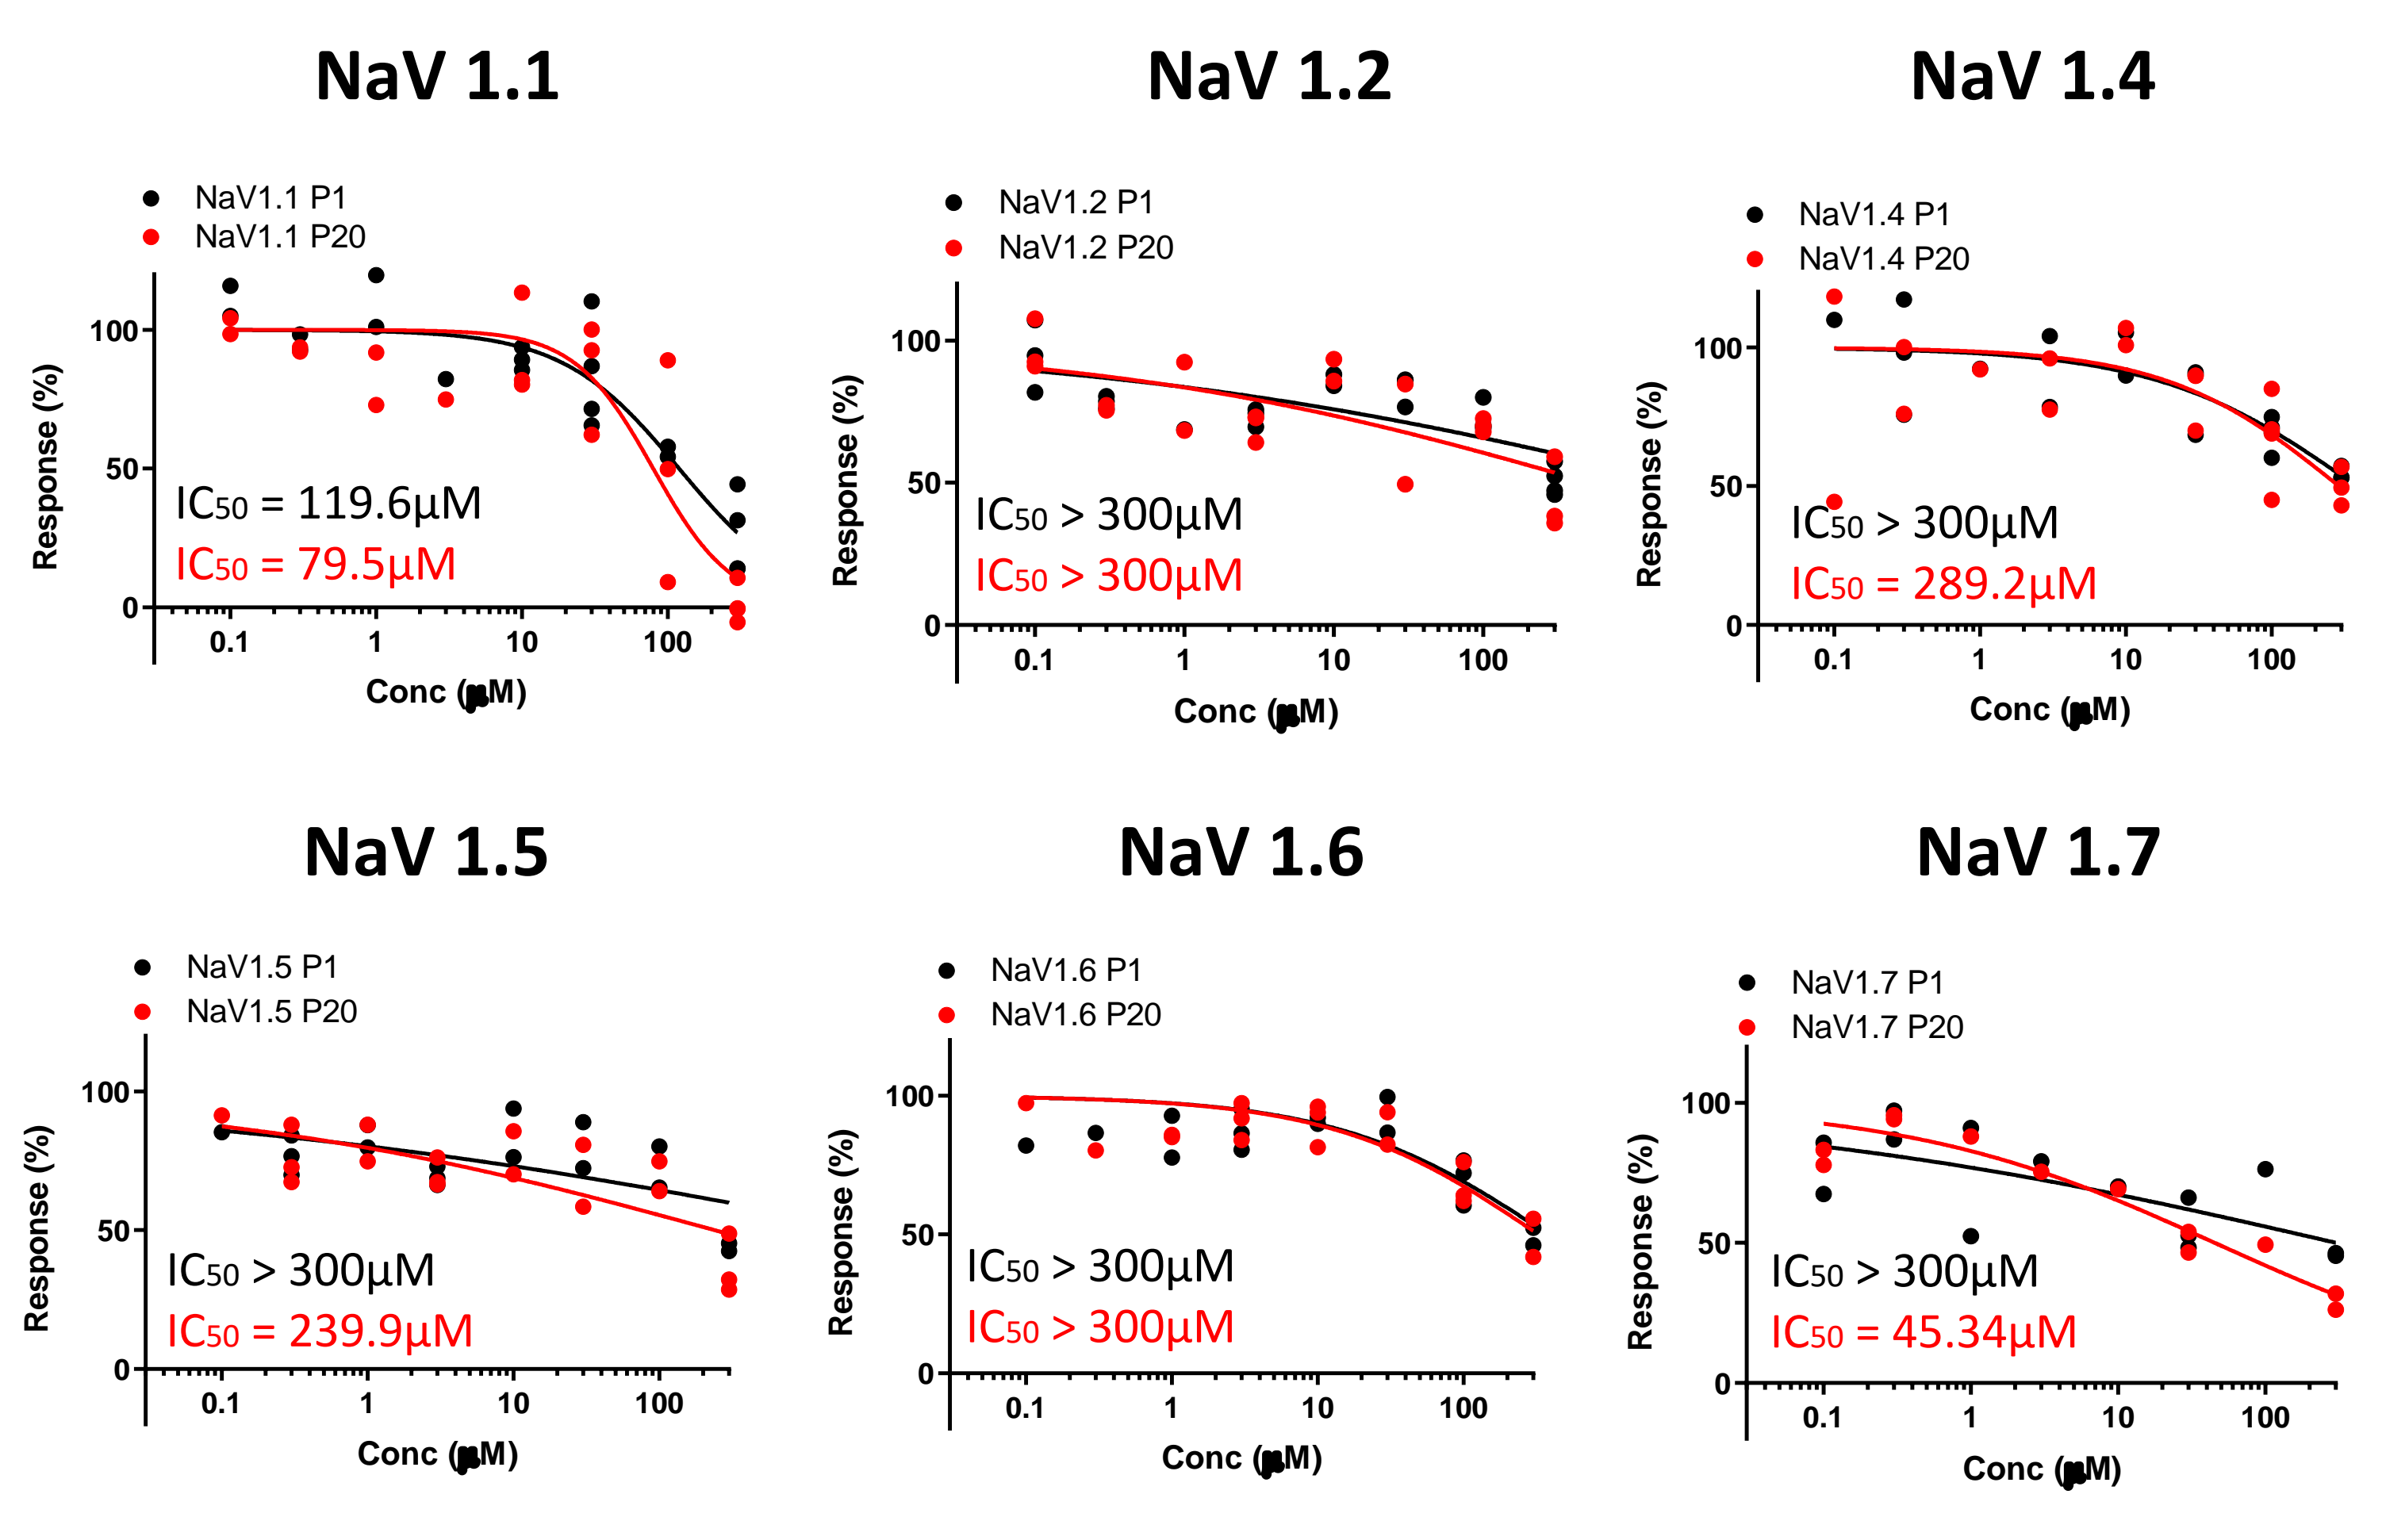 NaV 1.1
NaV1.1 P1
NaV1.1 P20
Response (%)
100
50
0
IC50 = 119.6µM
IC50 = 79.5µM
0.1 1 10 100
Conc (µM)
NaV 1.2
NaV1.2 P1
NaV1.2 P20
Response (%)
100
50
0
IC50 > 300µM
IC50 > 300µM
0.1 1 10 100
Conc (µM)
NaV 1.4
NaV1.4 P1
NaV1.4 P20
Response (%)
100
50
0
IC50 > 300µM
IC50 = 289.2µM
0.1 1 10 100
Conc (µM)
NaV 1.5
NaV1.5 P1
NaV1.5 P20
Response (%)
100
50
0
IC50 > 300µM
IC50 = 239.9µM
0.1 1 10 100
Conc (µM)
NaV 1.6
NaV1.6 P1
NaV1.6 P20
Response (%)
100
50
0
IC50 > 300µM
IC50 > 300µM
0.1 1 10 100
Conc (µM)
NaV 1.7
NaV1.7 P1
NaV1.7 P20
Response (%)
100
50
0
IC50 > 300µM
IC50 = 45.34µM
0.1 1 10 100
Conc (µM)